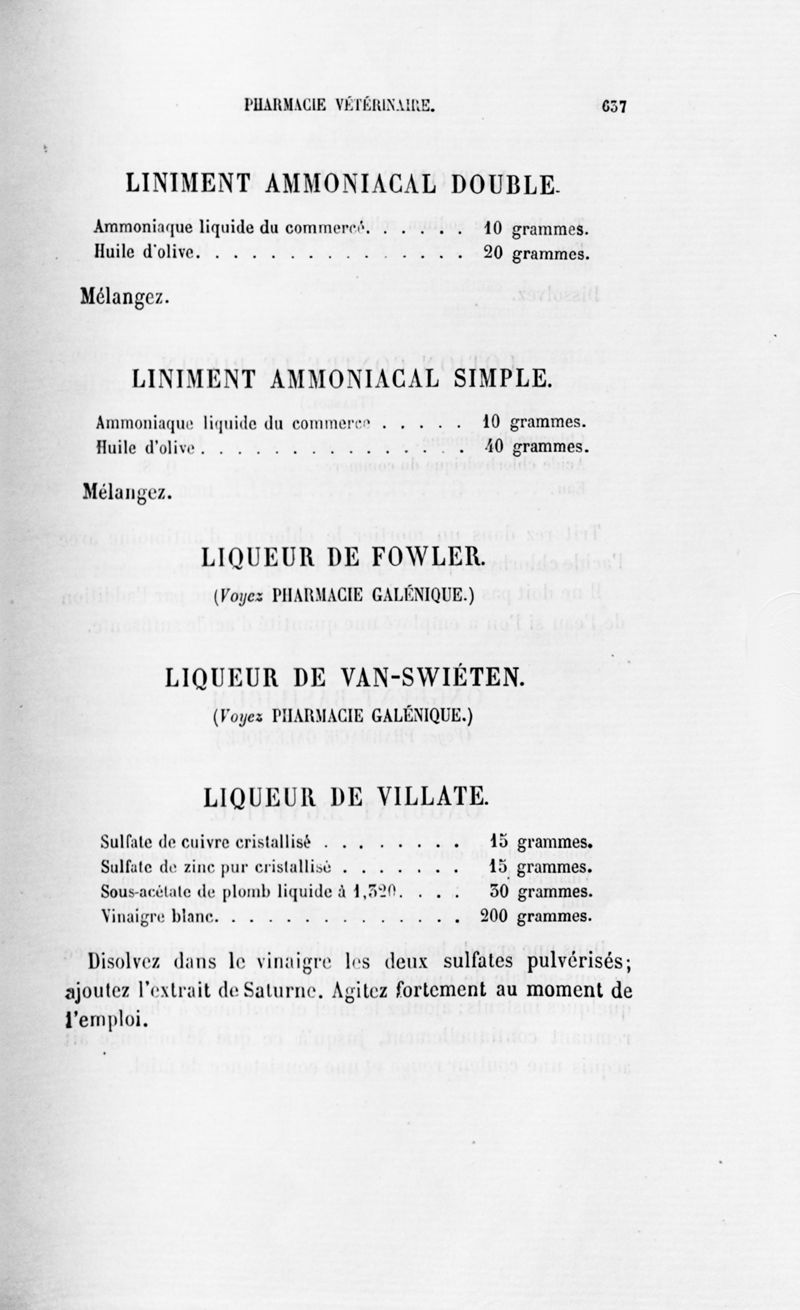 PHARMACIE VÉTÉRINAIRE. 637
LINIMENT AMMONIACAL DOUBLE.
Ammoniaque liquide du commerce. . . . . . 10 grammes.
Huile d'olive. . . . . . . . . . . . . . . 20 grammes.
Mélangez.
LINIMENT AMMONIACAL SIMPLE.
Ammoniaque liquide du commerce . . . . . 10 grammes.
Huile d'olive . . . . . . . . . . . . . . . 40 grammes.
Mélangez.
LIQUEUR DE FOWLER.
(Voyez PHARMACIE GALÉNIQUE.)
LIQUEUR DE VAN-SWIÉTEN.
(Voyez PHARMACIE GALÉNIQUE.)
LIQUEUR DE VILLATE.
Sulfate de cuivre cristallisé . . . . . . . . 15 grammes.
Sulfate de zinc pur cristallisé . . . . . . . 15 grammes.
Sous-acétate de plomb liquide à 1,320. . . . 30 grammes.
Vinaigre blanc. . . . . . . . . . . . . . 200 grammes.
Disolvez dans le vinaigre les deux sulfates pulvérisés;
ajoutez l'extrait de Saturne. Agitez fortement au moment de
l'emploi.